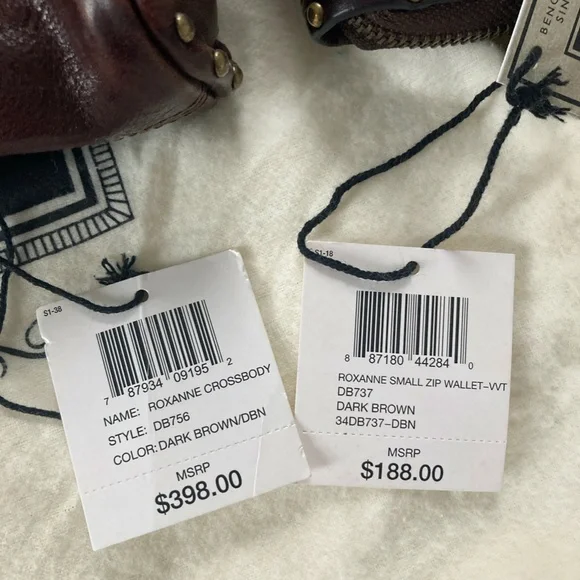 S1-38
7 87934 09195 2
NAME: ROXANNE CROSSBODY
STYLE: DB756
COLOR: DARK BROWN/DBN
MSRP
$398.00
S1-18
8 87180 44284 0
ROXANNE SMALL ZIP WALLET-VVT
DB737
DARK BROWN
34DB737-DBN
MSRP
$188.00